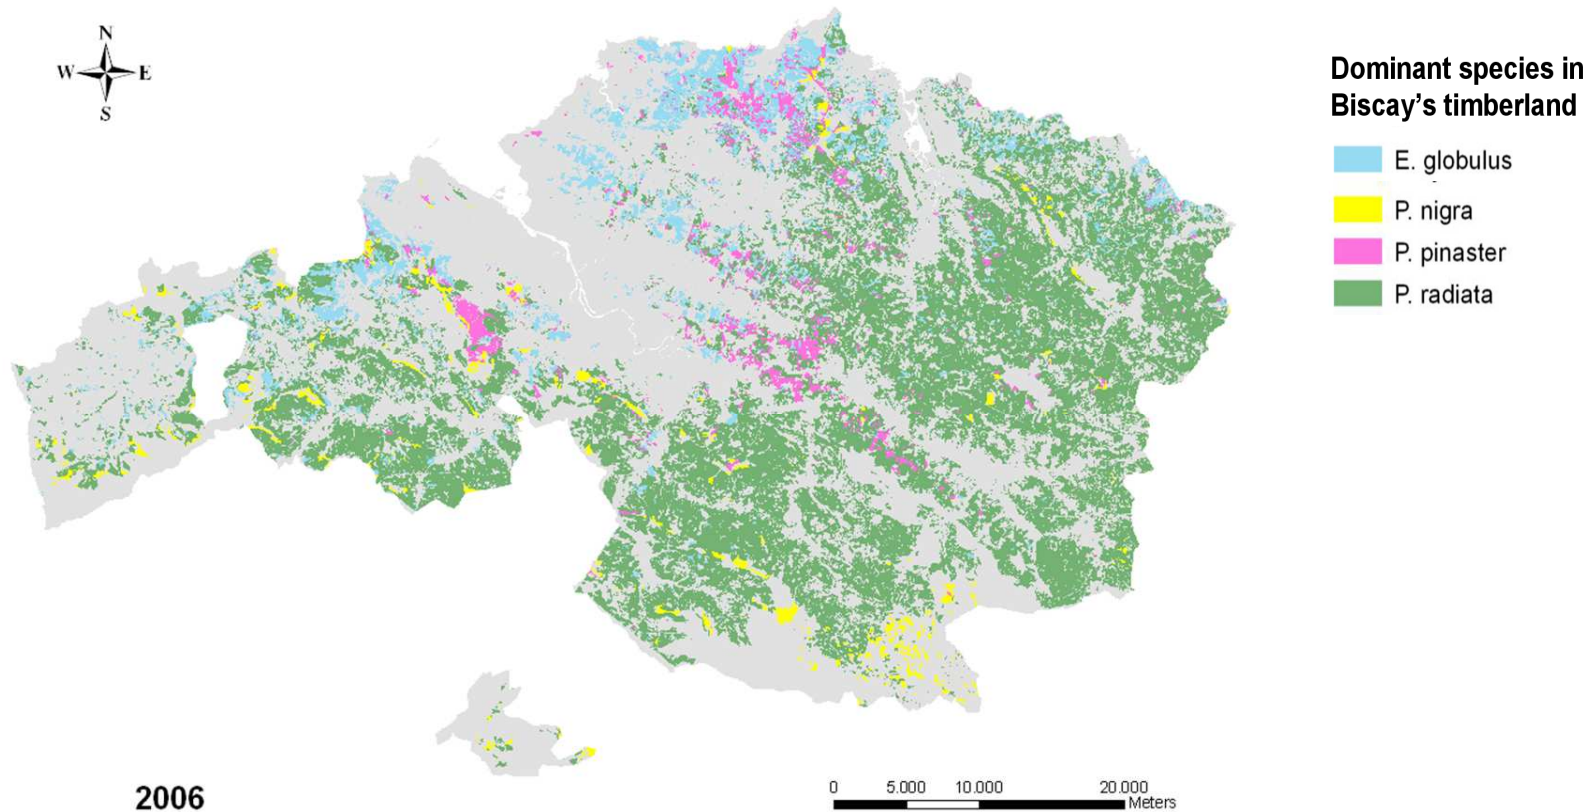 N
W E
S
Dominant species in
Biscay's timberland
E. globulus
P. nigra
P. pinaster
P. radiata
2006
0 5.000 10.000 20.000
Meters